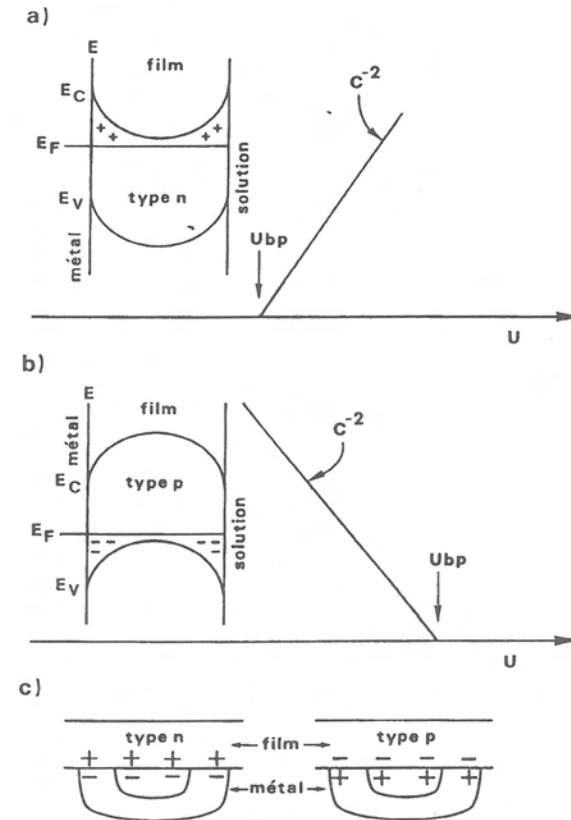 a)
E
film
E_C
+ + + +
C^-2
E_F
E_V
type n
solution
métal
Ubp
U
b)
E
film
métal
C^-2
E_C
type p
E_F
- - - -
- -
solution
Ubp
E_V
U
c)
type n
film
type p
+ + + +
- - - -
- - - -
métal
+ + + +